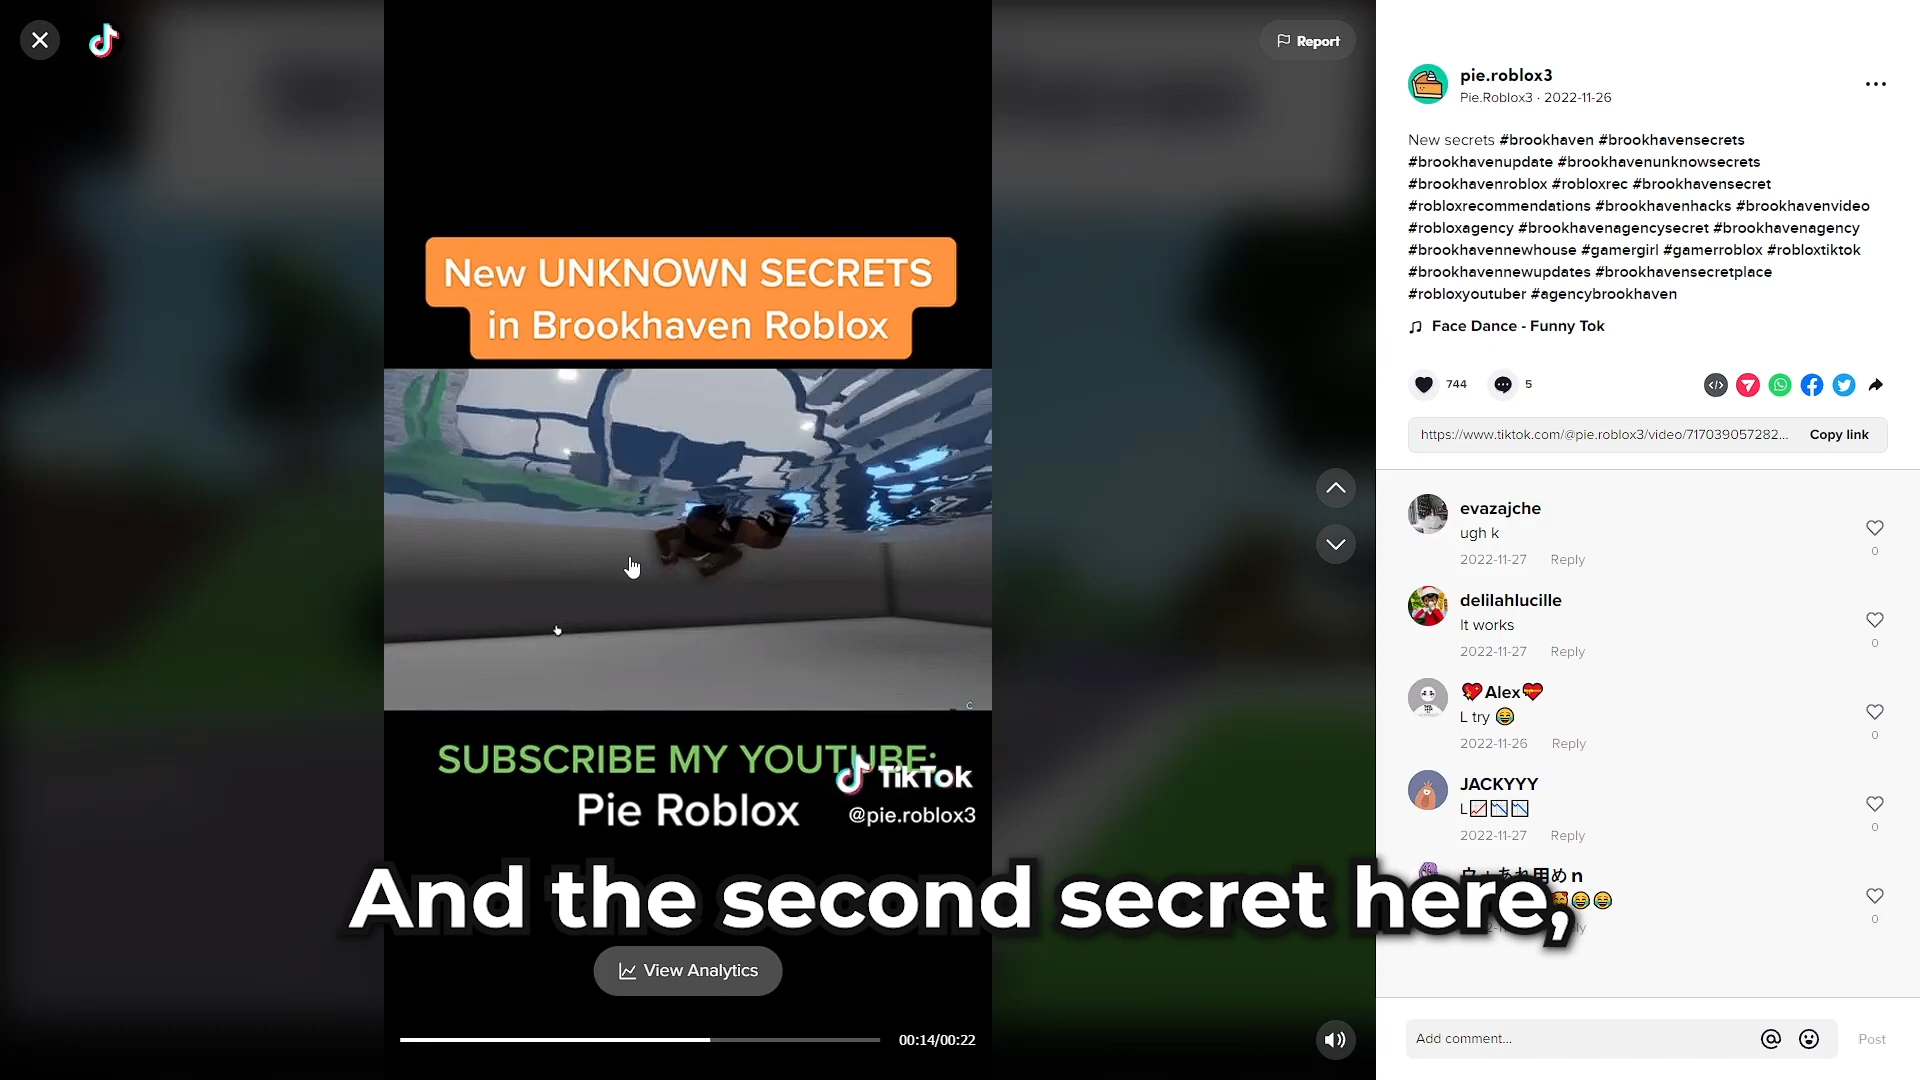 Report
New UNKNOWN SECRETS
in Brookhaven Roblox
SUBSCRIBE MY YOUTUBE:
Pie Roblox
TikTok
@pie.roblox3
And the second secret here,
View Analytics
00:14/00:22
pie.roblox3
Pie.Roblox3 · 2022-11-26
New secrets #brookhaven #brookhavensecrets
#brookhavenupdate #brookhavenunknowsecrets
#brookhavenroblox #robloxrec #brookhavensecret
#robloxrecommendations #brookhavenhacks #brookhavenvideo
#robloxagency #brookhavenagencysecret #brookhavenagency
#brookhavennewhouse #gamergirl #gamerroblox #robloxtiktok
#brookhavennewupdates #brookhavensecretplace
#robloxyoutuber #agencybrookhaven
Face Dance - Funny Tok
744
5
https://www.tiktok.com/@pie.roblox3/video/717039057282...
Copy link
evazajche
ugh k
2022-11-27 Reply
0
delilahlucille
It works
2022-11-27 Reply
0
💖Alex💝
L try 😂
2022-11-26 Reply
0
JACKYYY
L📈📉📉
2022-11-27 Reply
0
0
Add comment...
Post